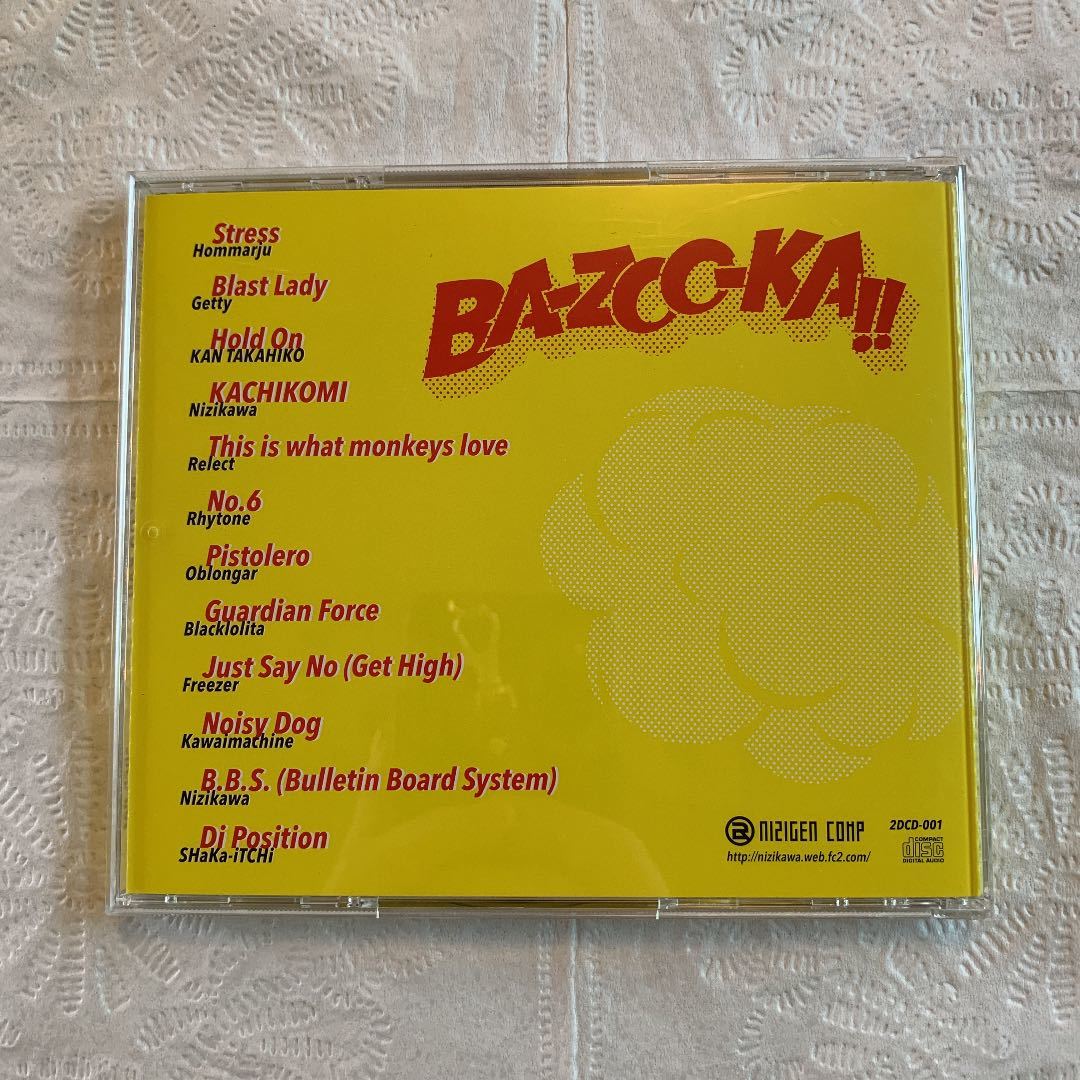 Stress
Hommarju
Blast Lady
Getty
Hold On
KAN TAKAHIKO
KACHIKOMI
Nizikawa
This is what monkeys love
Relect
No.6
Rhytone
Pistolero
Oblongar
Guardian Force
Blacklolita
Just Say No (Get High)
Freezer
Noisy Dog
Kawaimachine
B.B.S. (Bulletin Board System)
Nizikawa
Di Position
SHaKa-iTCHi
BA-ZOO-KA!!
NIZIGEN COMP
http://nizikawa.web.fc2.com/
2DCD-001
COMPACT
disc
DIGITAL AUDIO